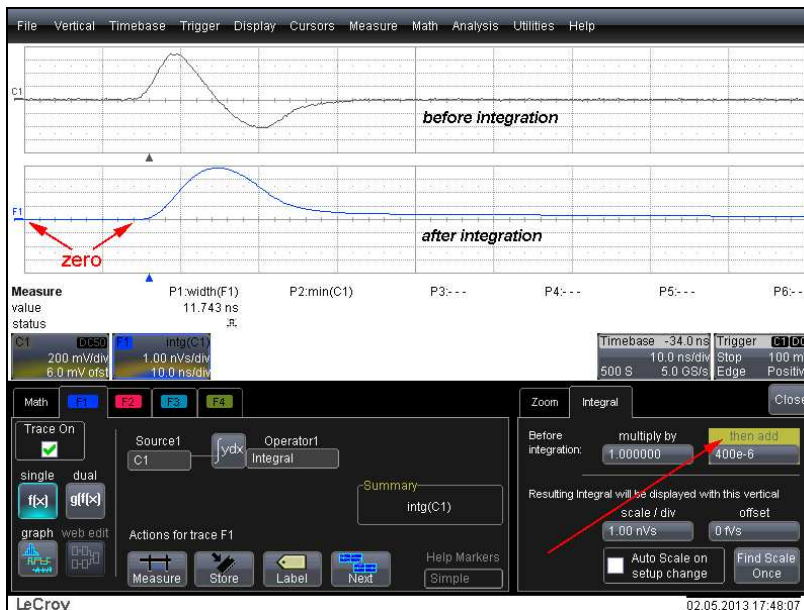 File Vertical Timebase Trigger Display Cursors Measure Math Analysis Utilities Help
C1
before integration
F1
zero
after integration
Measure P1:width(F1) P2:min(C1) P3:- - - P4:- - - P5:- - - P6:- -
value 11.743 ns
status
C1 DC50
200 mV/div
6.0 mV ofst
F1 intg(C1)
1.00 nVs/div
10.0 ns/div
Timebase -34.0 ns
10.0 ns/div
500 S 5.0 GS/s
Trigger C1 DC
Stop 100 m
Edge Positiv
Math F1 F2 F3 F4
Trace On
single dual
f(x) g(f(x))
graph web edit
Source1
C1
∫ydx
Operator1
Integral
Summary
intg(C1)
Actions for trace F1
Measure Store Label Next
Help Markers
Simple
Zoom Integral Close
Before integration:
multiply by
1.000000
then add
400e-6
Resulting Integral will be displayed with this vertical
scale / div
1.00 nVs
offset
0 fVs
Auto Scale on
setup change
Find Scale
Once
LeCroy 02.05.2013 17:48:07